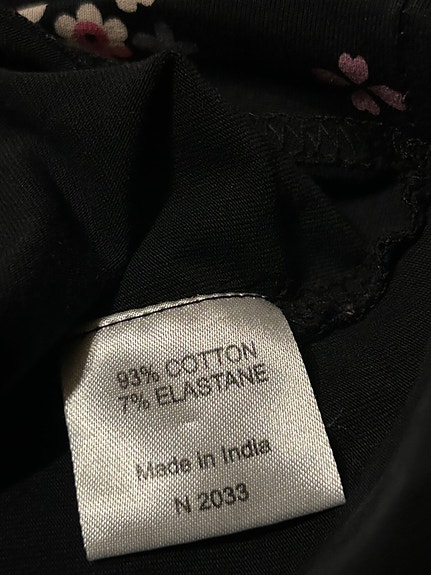 93% COTTON
7% ELASTANE
Made In India
N 2033